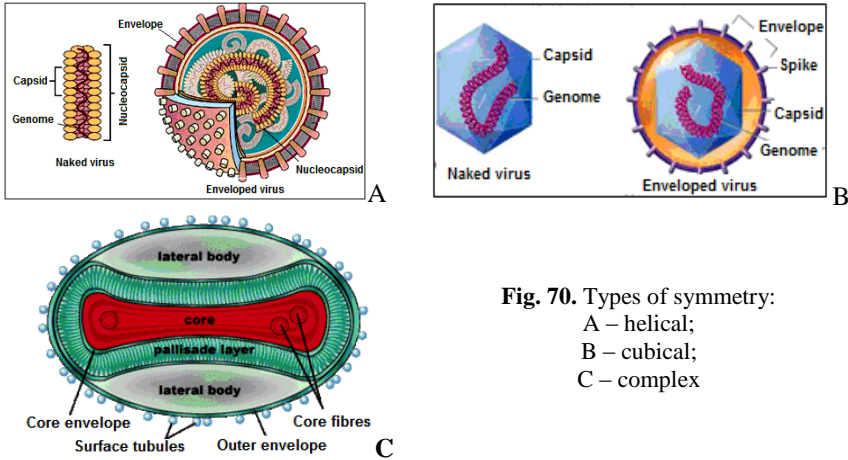 Envelope
Capsid
Genome
Nucleocapsid
Naked virus
Nucleocapsid
Enveloped virus
A
Capsid
Genome
Naked virus
Envelope
Spike
Capsid
Genome
Enveloped virus
B
lateral body
core
pallisade layer
lateral body
Core envelope
Core fibres
Surface tubules
Outer envelope
C
Fig. 70. Types of symmetry:
A – helical;
B – cubical;
C – complex